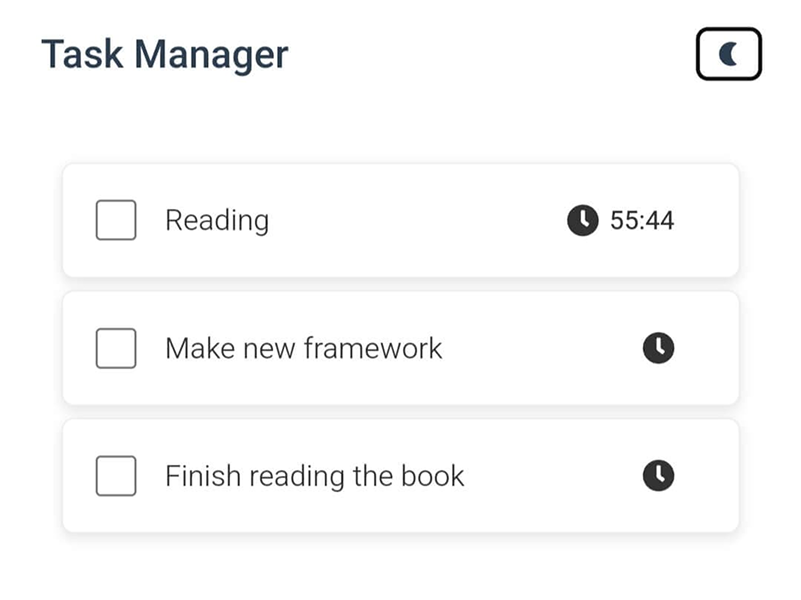 Task Manager
Reading 55:44
Make new framework
Finish reading the book